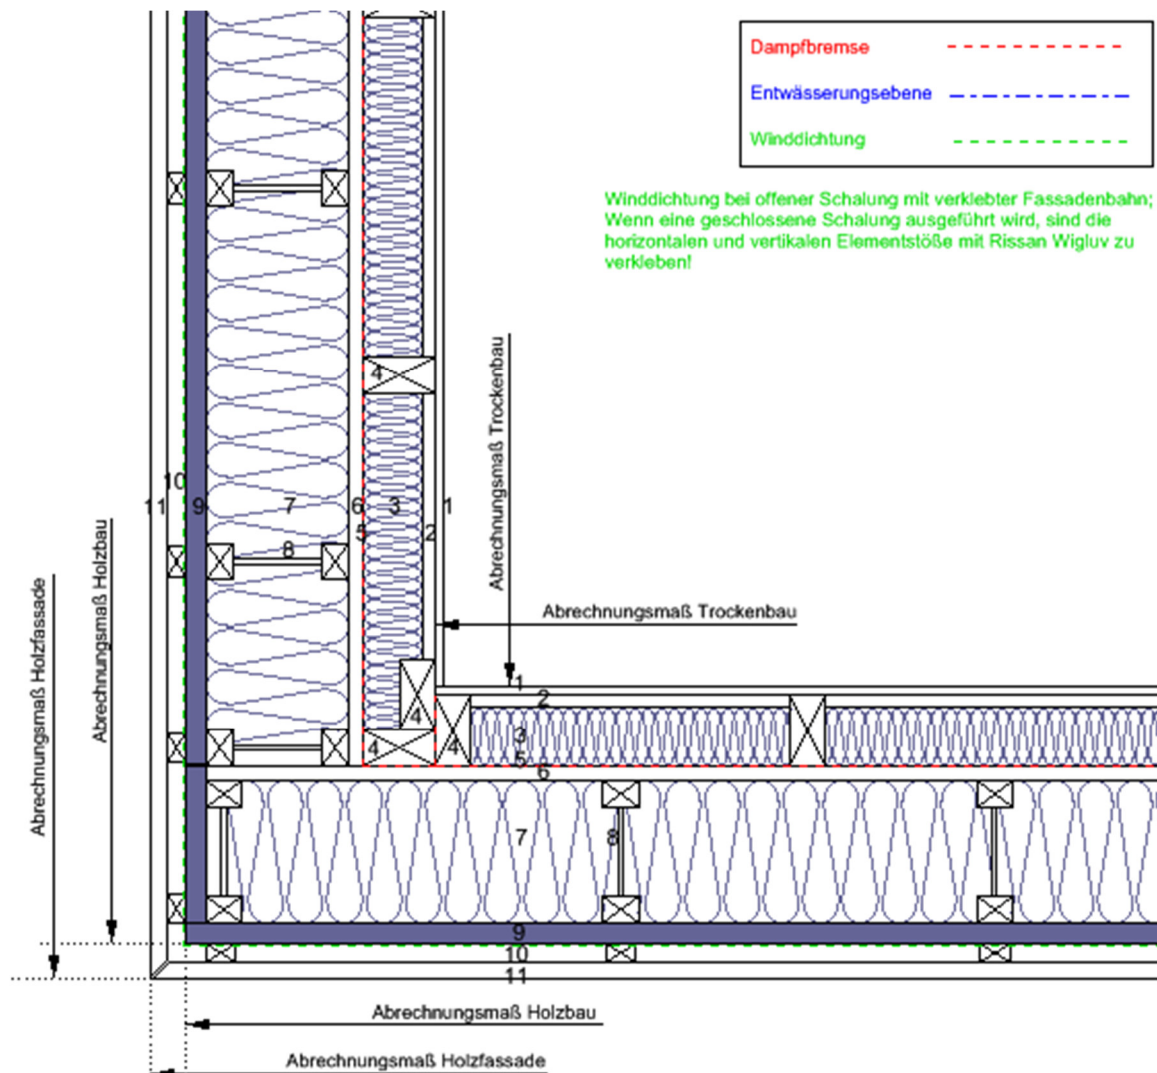 Dampfbremse
Entwässerungsebene
Winddichtung
Winddichtung bei offener Schalung mit verklebter Fassadenbahn;
Wenn eine geschlossene Schalung ausgeführt wird, sind die
horizontalen und vertikalen Elementstöße mit Rissan Wigluv zu
verkleben!
4
Abrechnungsmaß Trockenbau
10
11
9
7
6
3
1
5
2
8
Abrechnungsmaß Holzbau
Abrechnungsmaß Holzfassade
Abrechnungsmaß Trockenbau
1
2
4
4
4
3
5
6
7
8
9
10
11
Abrechnungsmaß Holzbau
Abrechnungsmaß Holzfassade